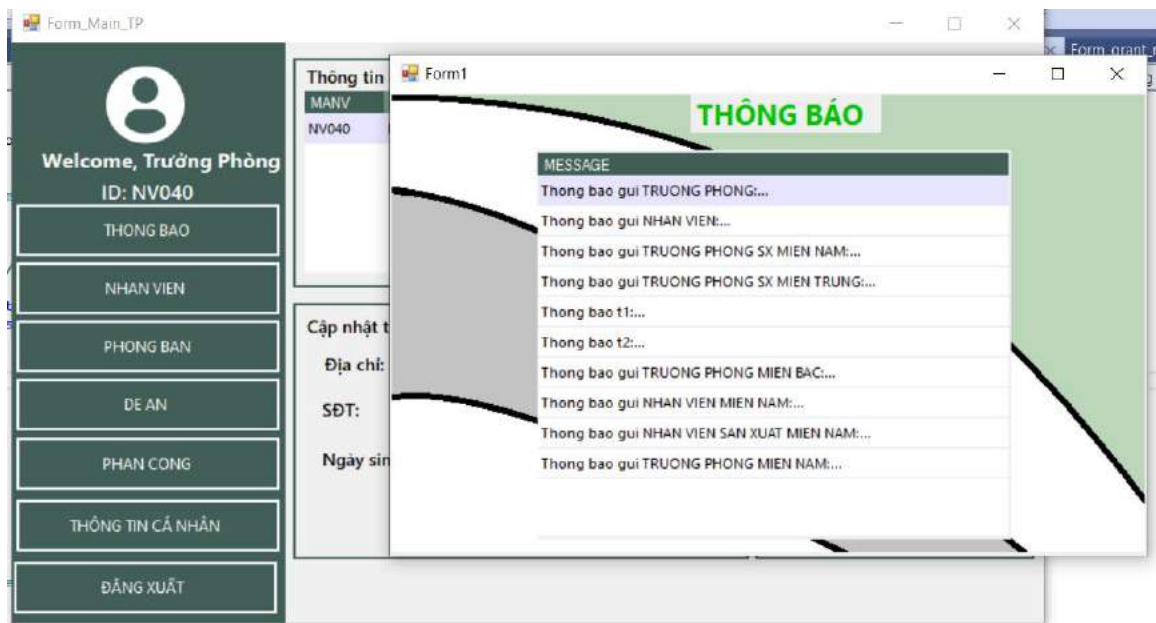 Form_Main_TP
Form_grant_r
Welcome, Trưởng Phòng
ID: NV040
THONG BAO
NHAN VIEN
PHONG BAN
DE AN
PHAN CONG
THÔNG TIN CÁ NHÂN
ĐĂNG XUẤT
Thông tin
MANV
NV040
Cập nhật t
Địa chỉ:
SĐT:
Ngày sin
Form1
THÔNG BÁO
MESSAGE
Thong bao gui TRUONG PHONG:...
Thong bao gui NHAN VIEN:...
Thong bao gui TRUONG PHONG SX MIEN NAM:...
Thong bao gui TRUONG PHONG SX MIEN TRUNG:...
Thong bao t1:...
Thong bao t2:...
Thong bao gui TRUONG PHONG MIEN BAC:...
Thong bao gui NHAN VIEN MIEN NAM:...
Thong bao gui NHAN VIEN SAN XUAT MIEN NAM:...
Thong bao gui TRUONG PHONG MIEN NAM:...